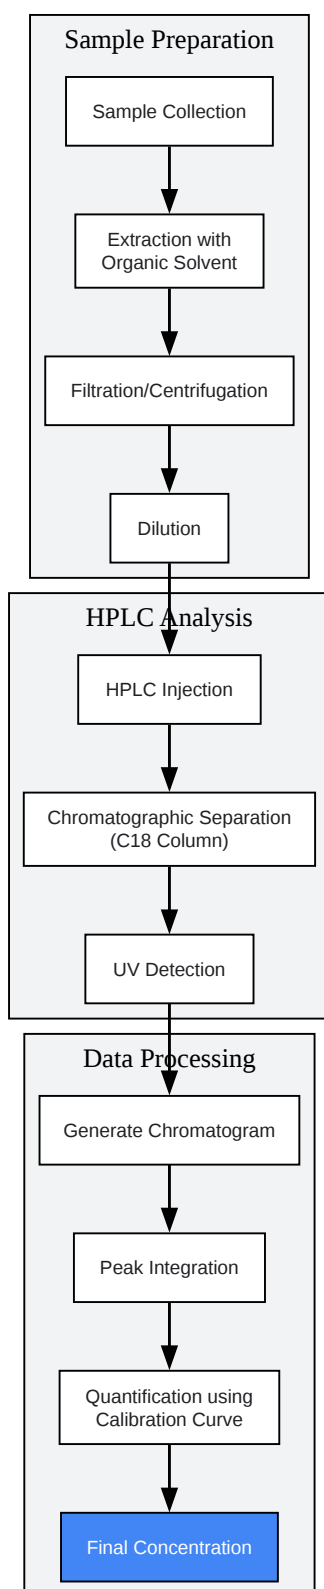 Sample Preparation
Sample Collection
Extraction with
Organic Solvent
Filtration/Centrifugation
Dilution
HPLC Analysis
HPLC Injection
Chromatographic Separation
(C18 Column)
UV Detection
Data Processing
Generate Chromatogram
Peak Integration
Quantification using
Calibration Curve
Final Concentration